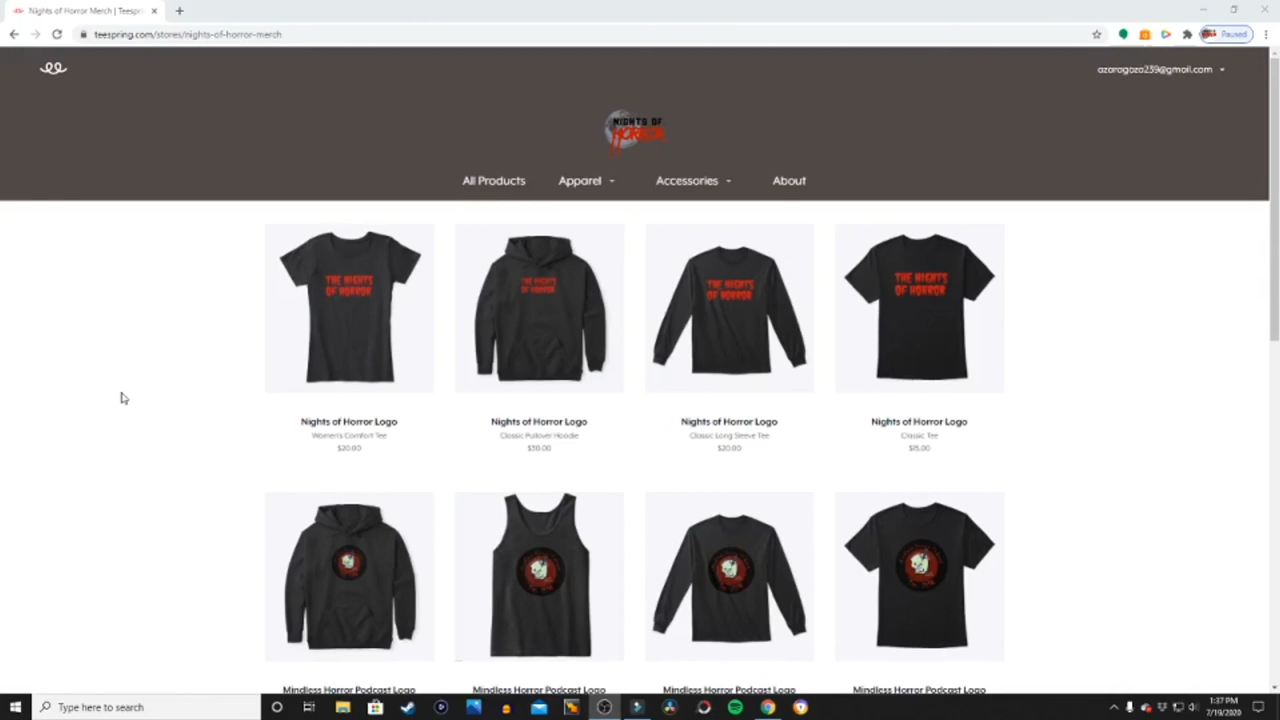 Nights of Horror Merch | Teespri
teespring.com/stores/nights-of-horror-merch
Paused
azaragoza239@gmail.com
NIGHTS OF
HORROR
All Products Apparel Accessories About
THE NIGHTS
OF HORROR
THE NIGHTS
OF HORROR
THE NIGHTS
OF HORROR
THE NIGHTS
OF HORROR
Nights of Horror Logo
Women's Comfort Tee
$20.00
Nights of Horror Logo
Classic Pullover Hoodie
$30.00
Nights of Horror Logo
Classic Long Sleeve Tee
$20.00
Nights of Horror Logo
Classic Tee
$15.00
Mindless Horror Podcast Logo
Mindless Horror Podcast Logo
Mindless Horror Podcast Logo
Mindless Horror Podcast Logo
Type here to search
1:37 PM
7/19/2020